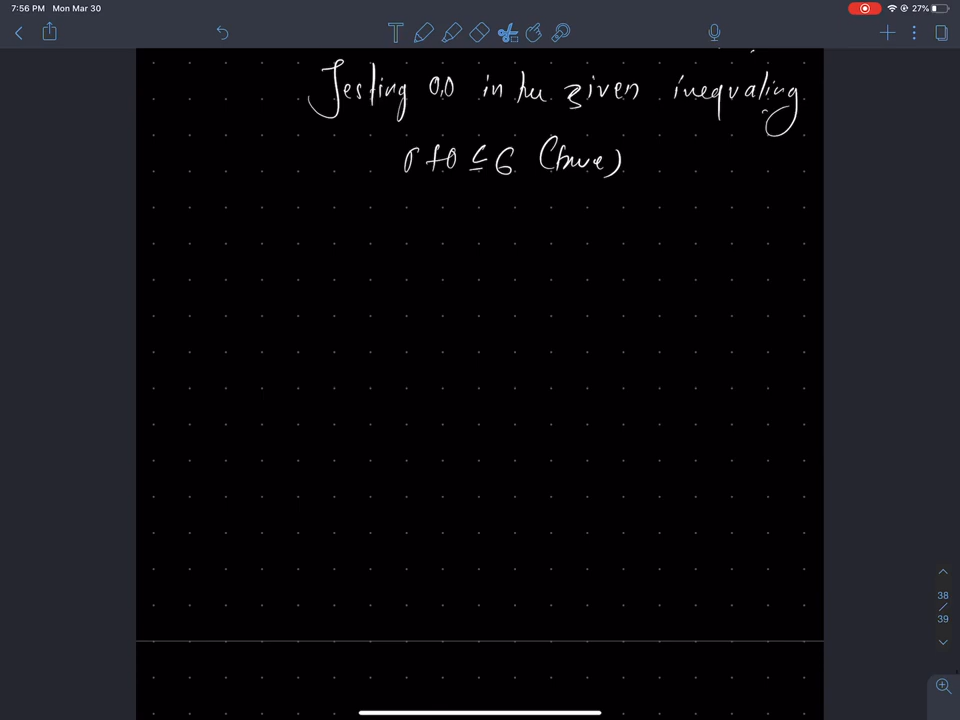 7:56 PM Mon Mar 30
27%
T
Testing 0,0 in the given inequaling
0 + 0 ≤ 6 (true)
38
/
39